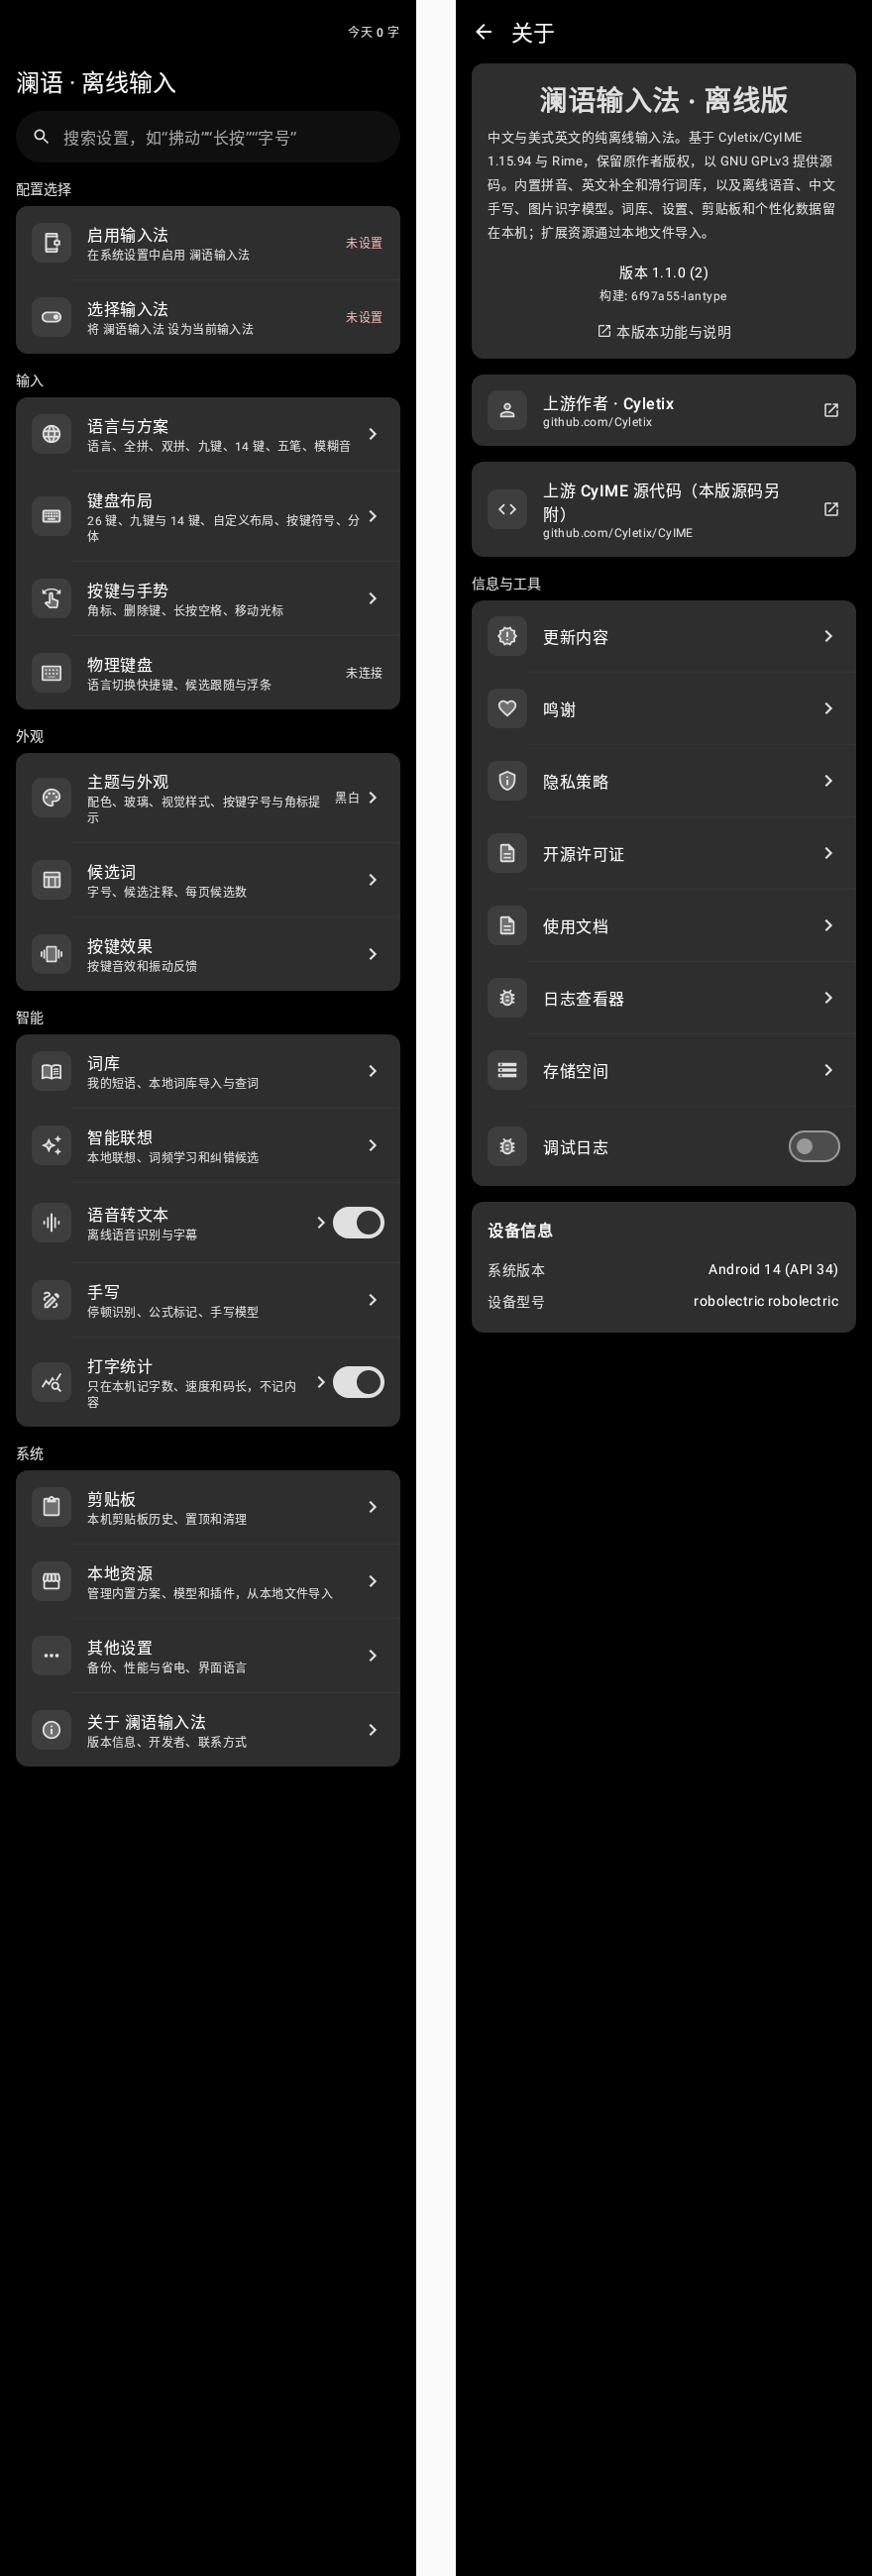 今天 0 字
澜语 · 离线输入
搜索设置，如“拂动”“长按”“字号”
配置选择
启用输入法
在系统设置中启用 澜语输入法
未设置
选择输入法
将 澜语输入法 设为当前输入法
未设置
输入
语言与方案
语言、全拼、双拼、九键、14 键、五笔、模糊音
键盘布局
26 键、九键与 14 键、自定义布局、按键符号、分
体
按键与手势
角标、删除键、长按空格、移动光标
物理键盘
语言切换快捷键、候选跟随与浮条
未连接
外观
主题与外观
配色、玻璃、视觉样式、按键字号与角标提
示
黑白
候选词
字号、候选注释、每页候选数
按键效果
按键音效和振动反馈
智能
词库
我的短语、本地词库导入与查词
智能联想
本地联想、词频学习和纠错候选
语音转文本
离线语音识别与字幕
手写
停顿识别、公式标记、手写模型
打字统计
只在本机记字数、速度和码长，不记内
容
系统
剪贴板
本机剪贴板历史、置顶和清理
本地资源
管理内置方案、模型和插件，从本地文件导入
其他设置
备份、性能与省电、界面语言
关于 澜语输入法
版本信息、开发者、联系方式
关于
澜语输入法 · 离线版
中文与美式英文的纯离线输入法。基于 Cyletix/CyIME
1.15.94 与 Rime，保留原作者版权，以 GNU GPLv3 提供源
码。内置拼音、英文补全和滑行词库，以及离线语音、中文
手写、图片识字模型。词库、设置、剪贴板和个性化数据留
在本机；扩展资源通过本地文件导入。
版本 1.1.0 (2)
构建: 6f97a55-lantype
本版本功能与说明
上游作者 · Cyletix
github.com/Cyletix
上游 CyIME 源代码（本版源码另
附）
github.com/Cyletix/CyIME
信息与工具
更新内容
鸣谢
隐私策略
开源许可证
使用文档
日志查看器
存储空间
调试日志
设备信息
系统版本
Android 14 (API 34)
设备型号
robolectric robolectric